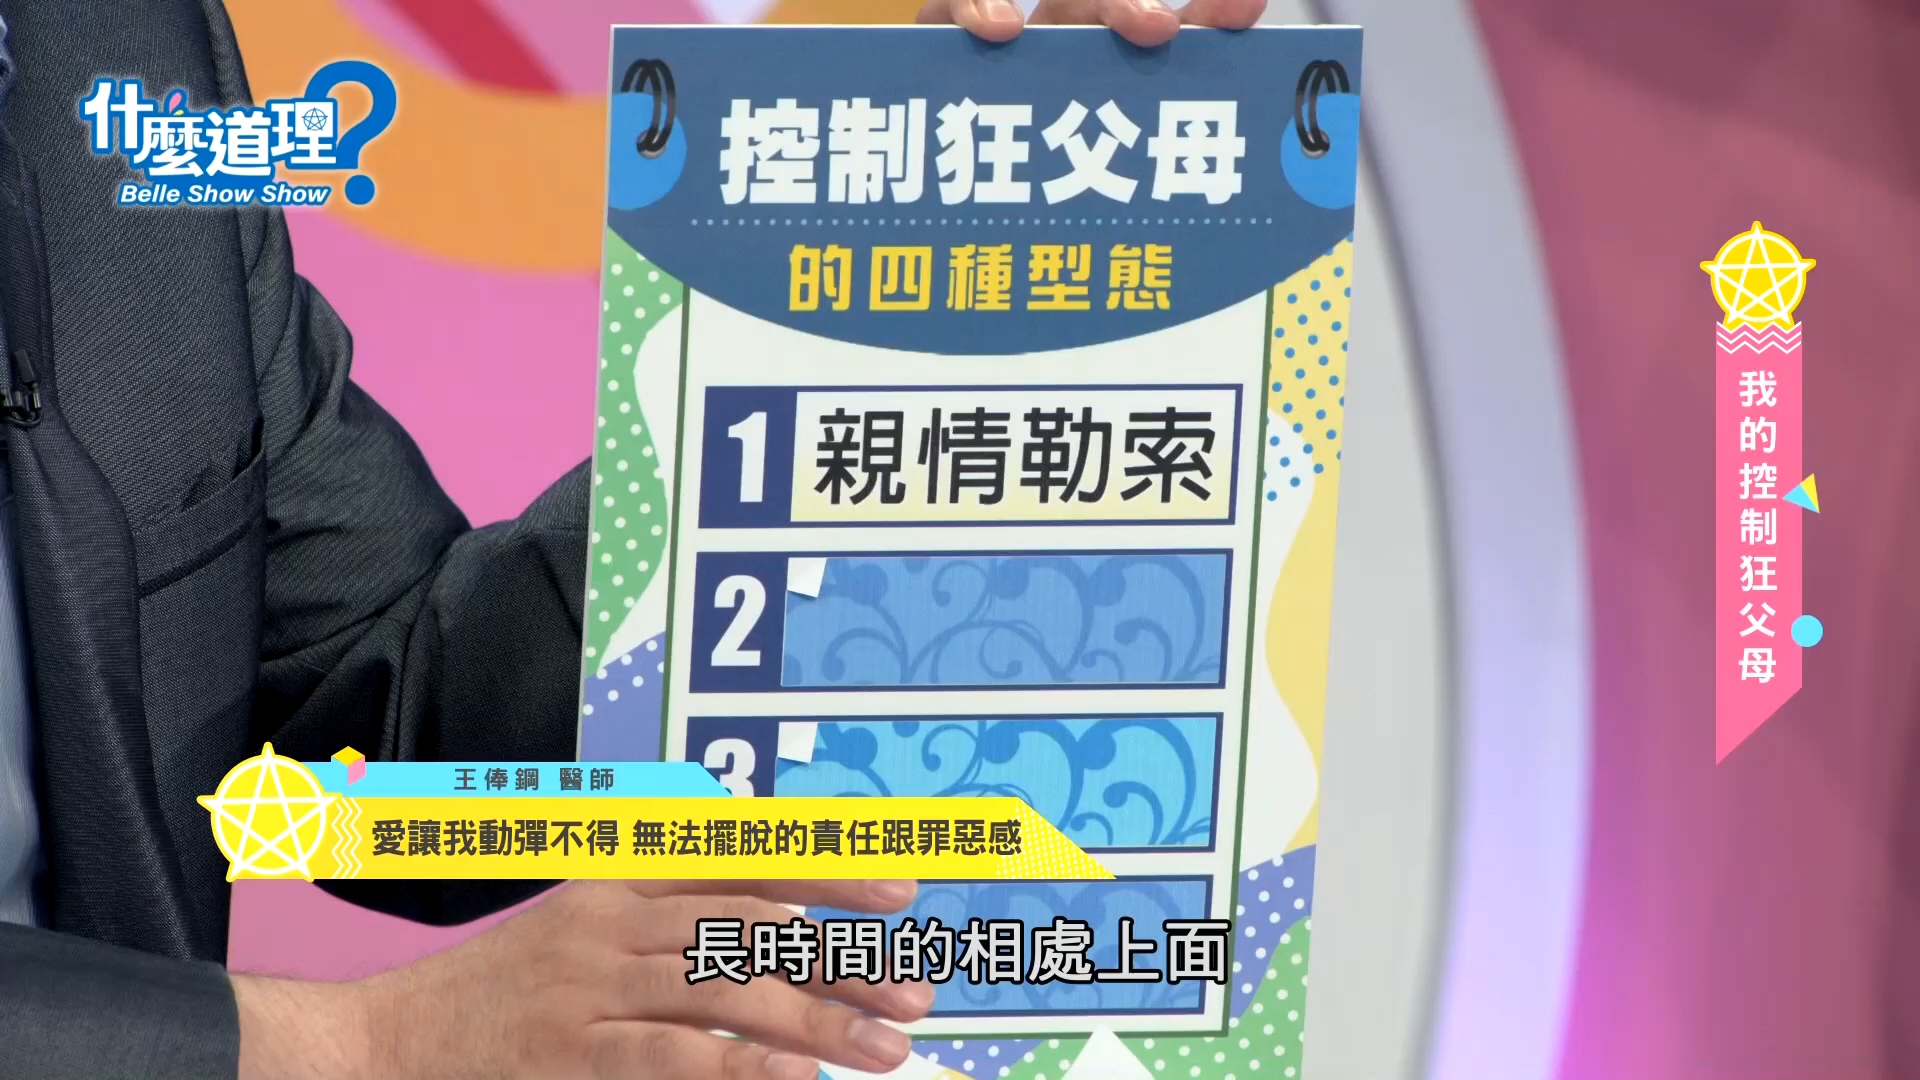 什麼道理?
Belle Show Show
控制狂父母
的四種型態
1 親情勒索
2
3
我的控制狂父母
王俸鋼 醫師
愛讓我動彈不得 無法擺脫的責任跟罪惡感
長時間的相處上面